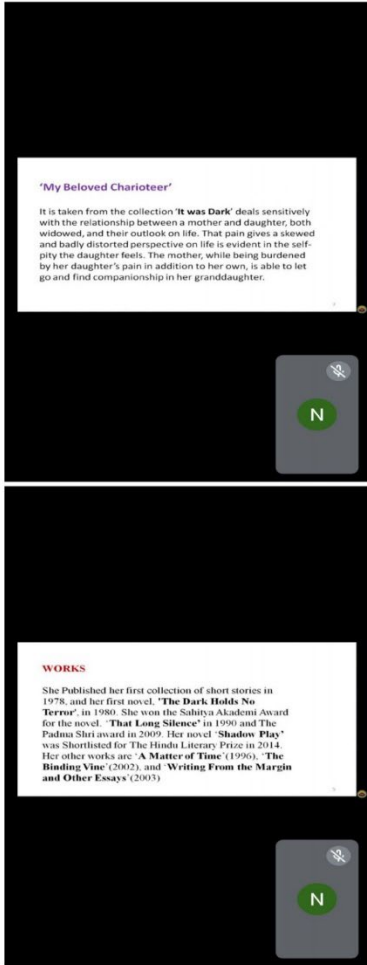 'My Beloved Charioteer'
It is taken from the collection 'It was Dark' deals sensitively
with the relationship between a mother and daughter, both
widowed, and their outlook on life. That pain gives a skewed
and badly distorted perspective on life is evident in the self-
pity the daughter feels. The mother, while being burdened
by her daughter's pain in addition to her own, is able to let
go and find companionship in her granddaughter.
N
WORKS
She Published her first collection of short stories in
1978, and her first novel, 'The Dark Holds No
Terror', in 1980. She won the Sahitya Akademi Award
for the novel. 'That Long Silence' in 1990 and The
Padma Shri award in 2009. Her novel 'Shadow Play'
was Shortlisted for The Hindu Literary Prize in 2014.
Her other works are 'A Matter of Time'(1996), 'The
Binding Vine'(2002), and 'Writing From the Margin
and Other Essays'(2003)
N